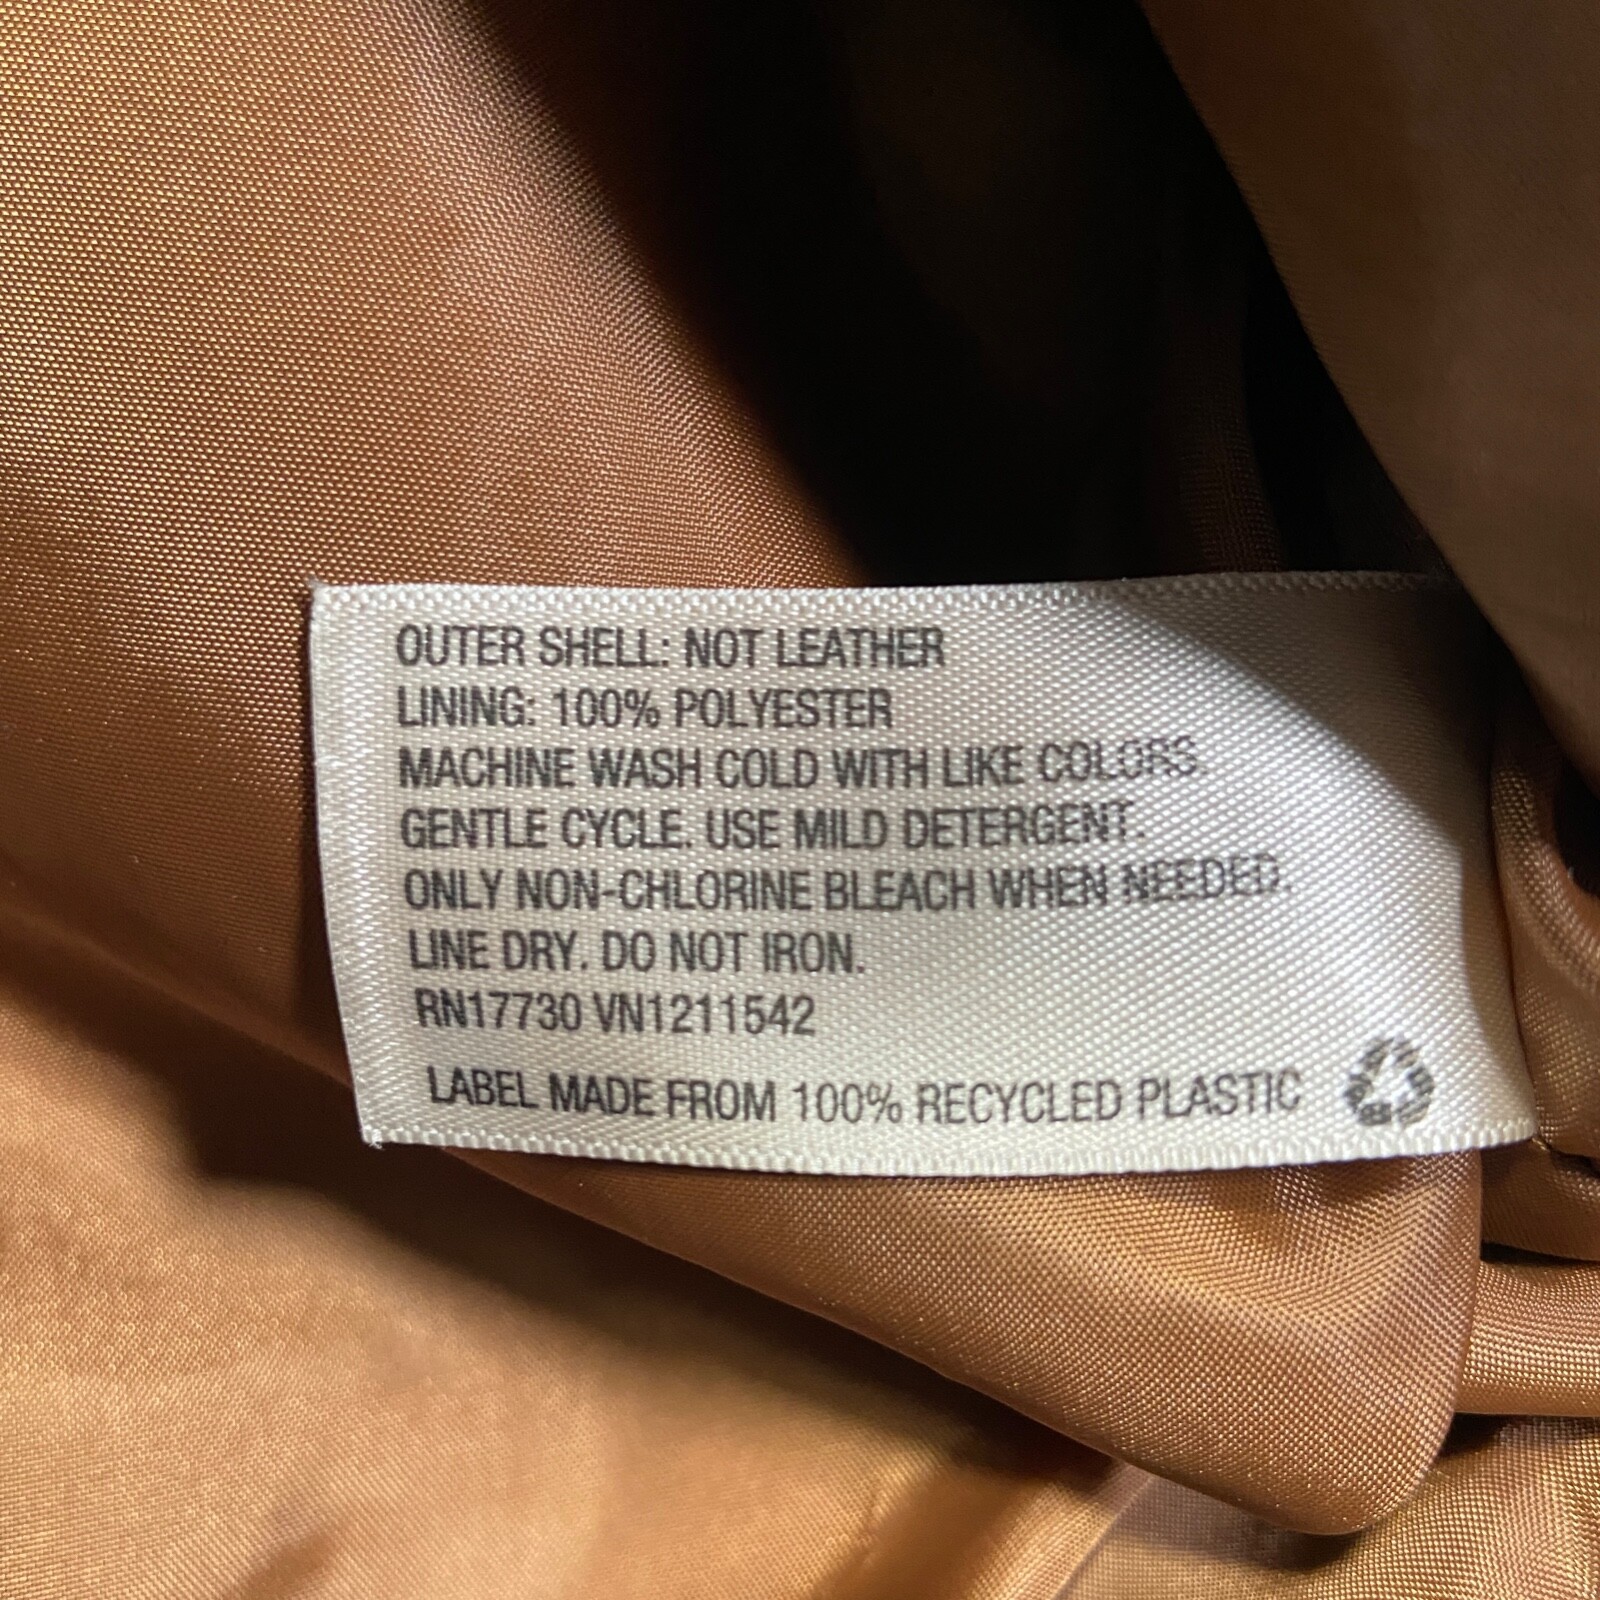 OUTER SHELL: NOT LEATHER
LINING: 100% POLYESTER
MACHINE WASH COLD WITH LIKE COLORS.
GENTLE CYCLE. USE MILD DETERGENT.
ONLY NON-CHLORINE BLEACH WHEN NEEDED.
LINE DRY. DO NOT IRON.
RN17730 VN1211542
LABEL MADE FROM 100% RECYCLED PLASTIC